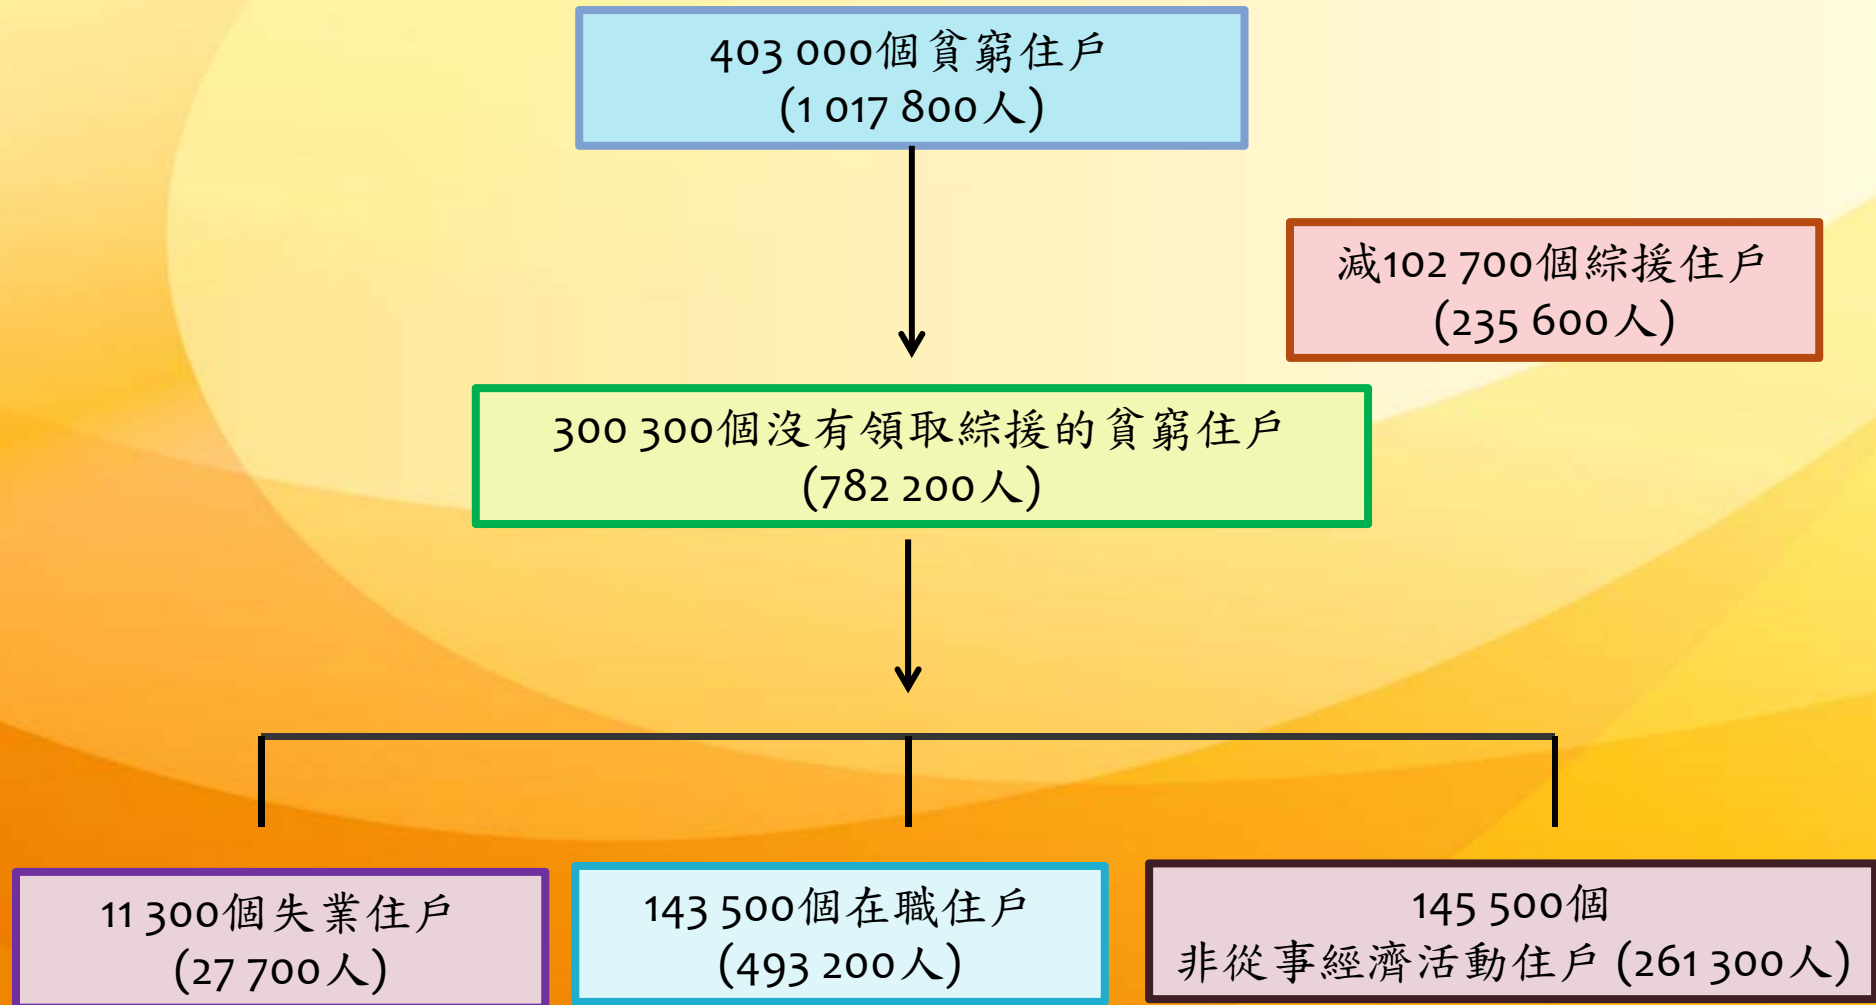 403 000個貧窮住戶
(1 017 800人)
減102 700個綜援住戶
(235 600人)
300 300個沒有領取綜援的貧窮住戶
(782 200人)
11 300個失業住戶
(27 700人)
143 500個在職住戶
(493 200人)
145 500個
非從事經濟活動住戶 (261 300人)